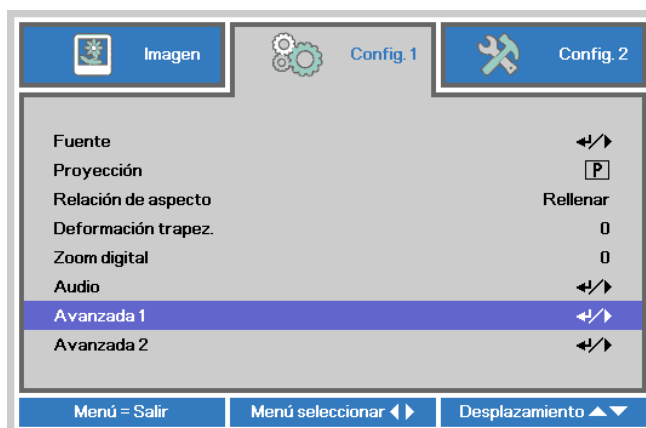 Imagen Config. 1 Config. 2
Fuente
Proyección P
Relación de aspecto Rellenar
Deformación trapez. 0
Zoom digital 0
Audio
Avanzada 1
Avanzada 2
Menú = Salir Menú seleccionar Desplazamiento